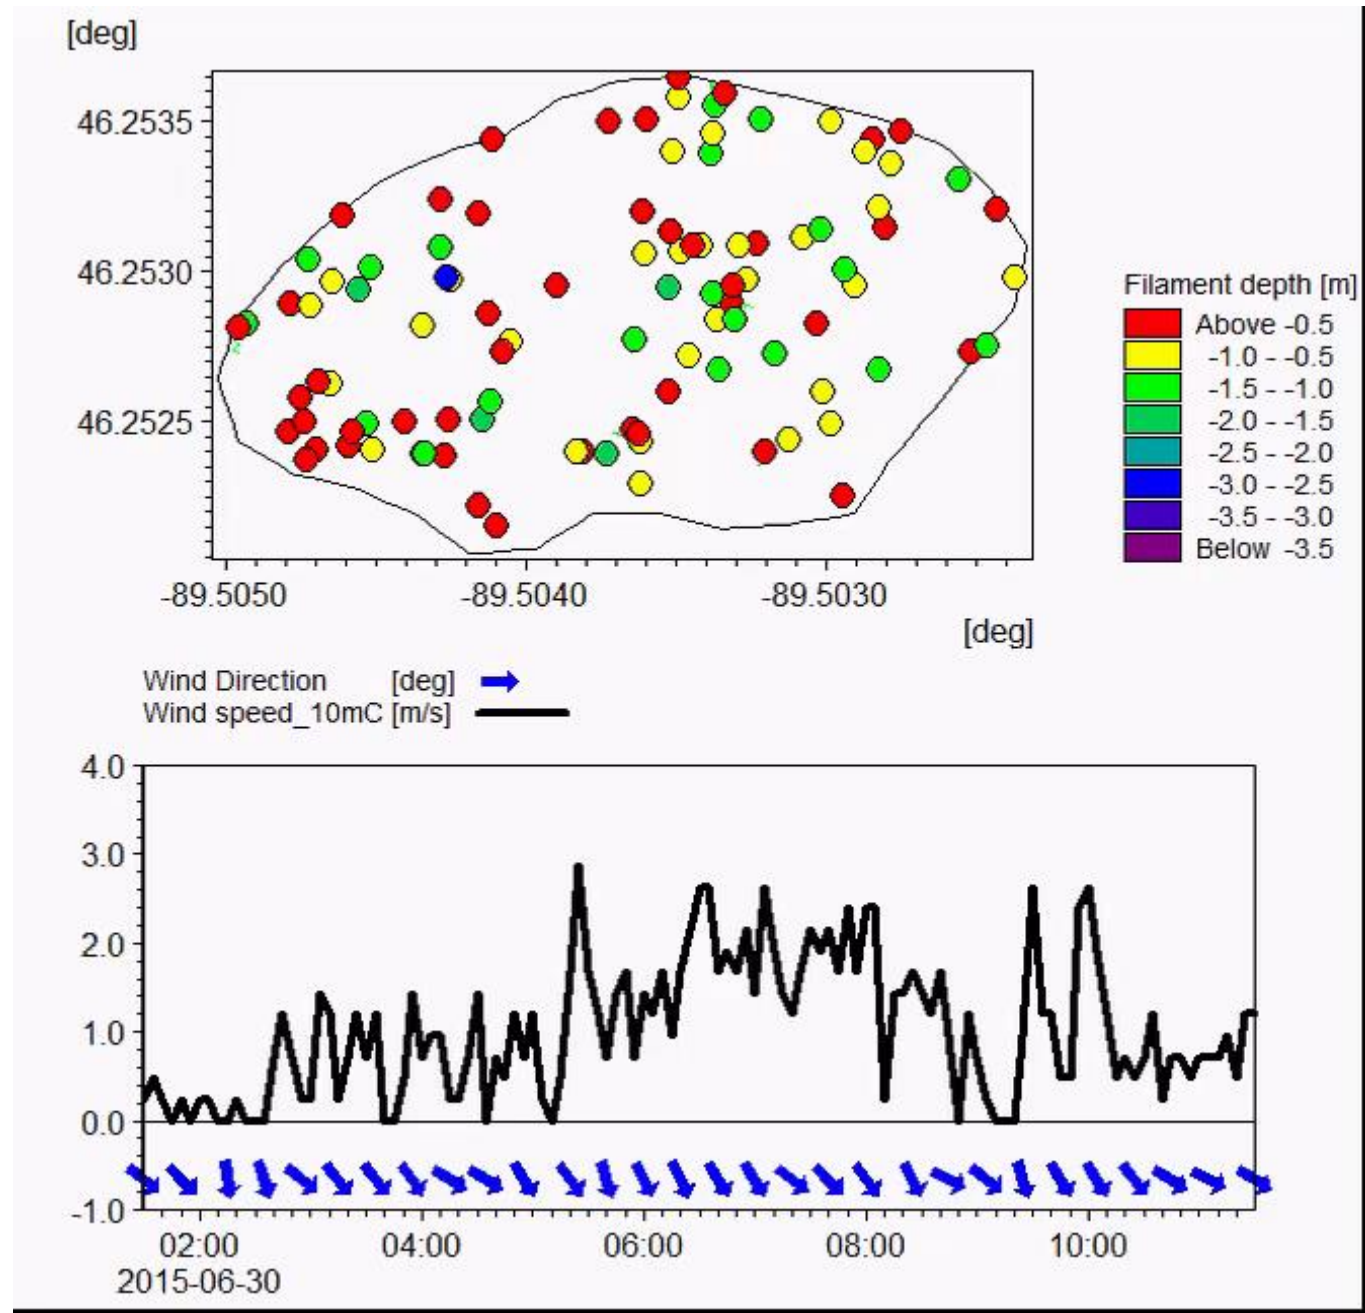 [deg]
46.2535
46.2530
46.2525
-89.5050 -89.5040 -89.5030
[deg]
Filament depth [m]
Above -0.5
-1.0 - -0.5
-1.5 - -1.0
-2.0 - -1.5
-2.5 - -2.0
-3.0 - -2.5
-3.5 - -3.0
Below -3.5
Wind Direction [deg]
Wind speed_10mC [m/s]
4.0
3.0
2.0
1.0
0.0
-1.0
02:00 04:00 06:00 08:00 10:00
2015-06-30